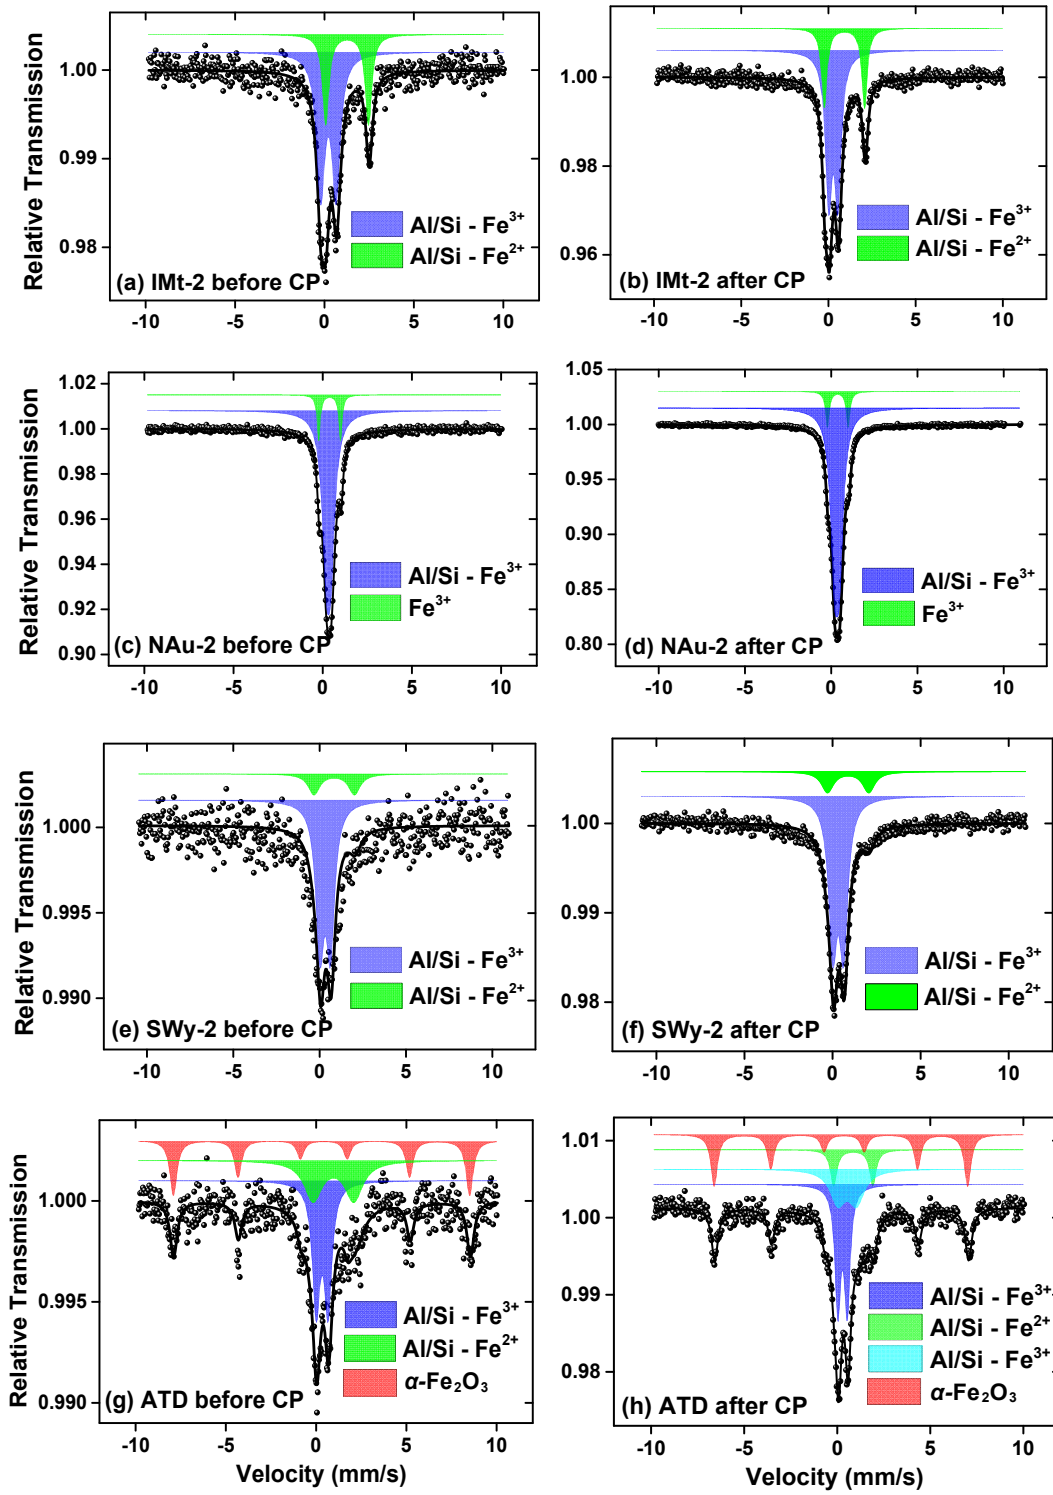 Relative Transmission
1.00
0.99
0.98
Al/Si - Fe³⁺
Al/Si - Fe²⁺
(a) IMt-2 before CP
-10 -5 0 5 10
1.00
0.98
0.96
Al/Si - Fe³⁺
Al/Si - Fe²⁺
(b) IMt-2 after CP
-10 -5 0 5 10
Relative Transmission
1.02
1.00
0.98
0.96
0.94
0.92
0.90
Al/Si - Fe³⁺
Fe³⁺
(c) NAu-2 before CP
-10 -5 0 5 10
1.05
1.00
0.95
0.90
0.85
0.80
Al/Si - Fe³⁺
Fe³⁺
(d) NAu-2 after CP
-10 -5 0 5 10
Relative Transmission
1.000
0.995
0.990
Al/Si - Fe³⁺
Al/Si - Fe²⁺
(e) SWy-2 before CP
-10 -5 0 5 10
1.00
0.99
0.98
Al/Si - Fe³⁺
Al/Si - Fe²⁺
(f) SWy-2 after CP
-10 -5 0 5 10
Relative Transmission
1.000
0.995
0.990
Al/Si - Fe³⁺
Al/Si - Fe²⁺
α-Fe₂O₃
(g) ATD before CP
-10 -5 0 5 10
Velocity (mm/s)
1.01
1.00
0.99
0.98
Al/Si - Fe³⁺
Al/Si - Fe²⁺
Al/Si - Fe³⁺
α-Fe₂O₃
(h) ATD after CP
-10 -5 0 5 10
Velocity (mm/s)